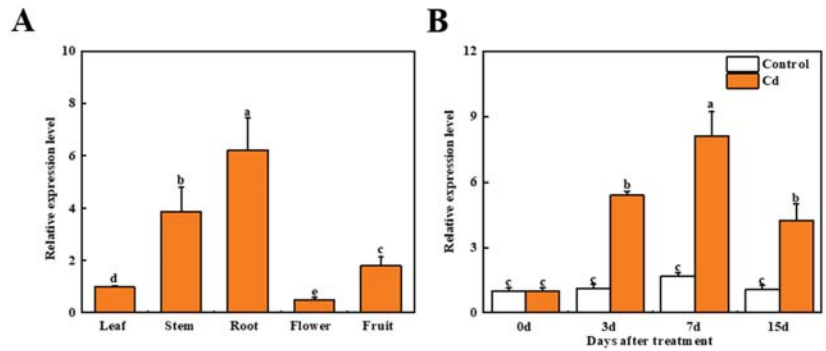 A
Relative expression level
10
8
6
4
2
0
d
b
a
e
c
Leaf Stem Root Flower Fruit
B
Relative expression level
12
9
6
3
0
Control
Cd
c c c b c a c b
0d 3d 7d 15d
Days after treatment